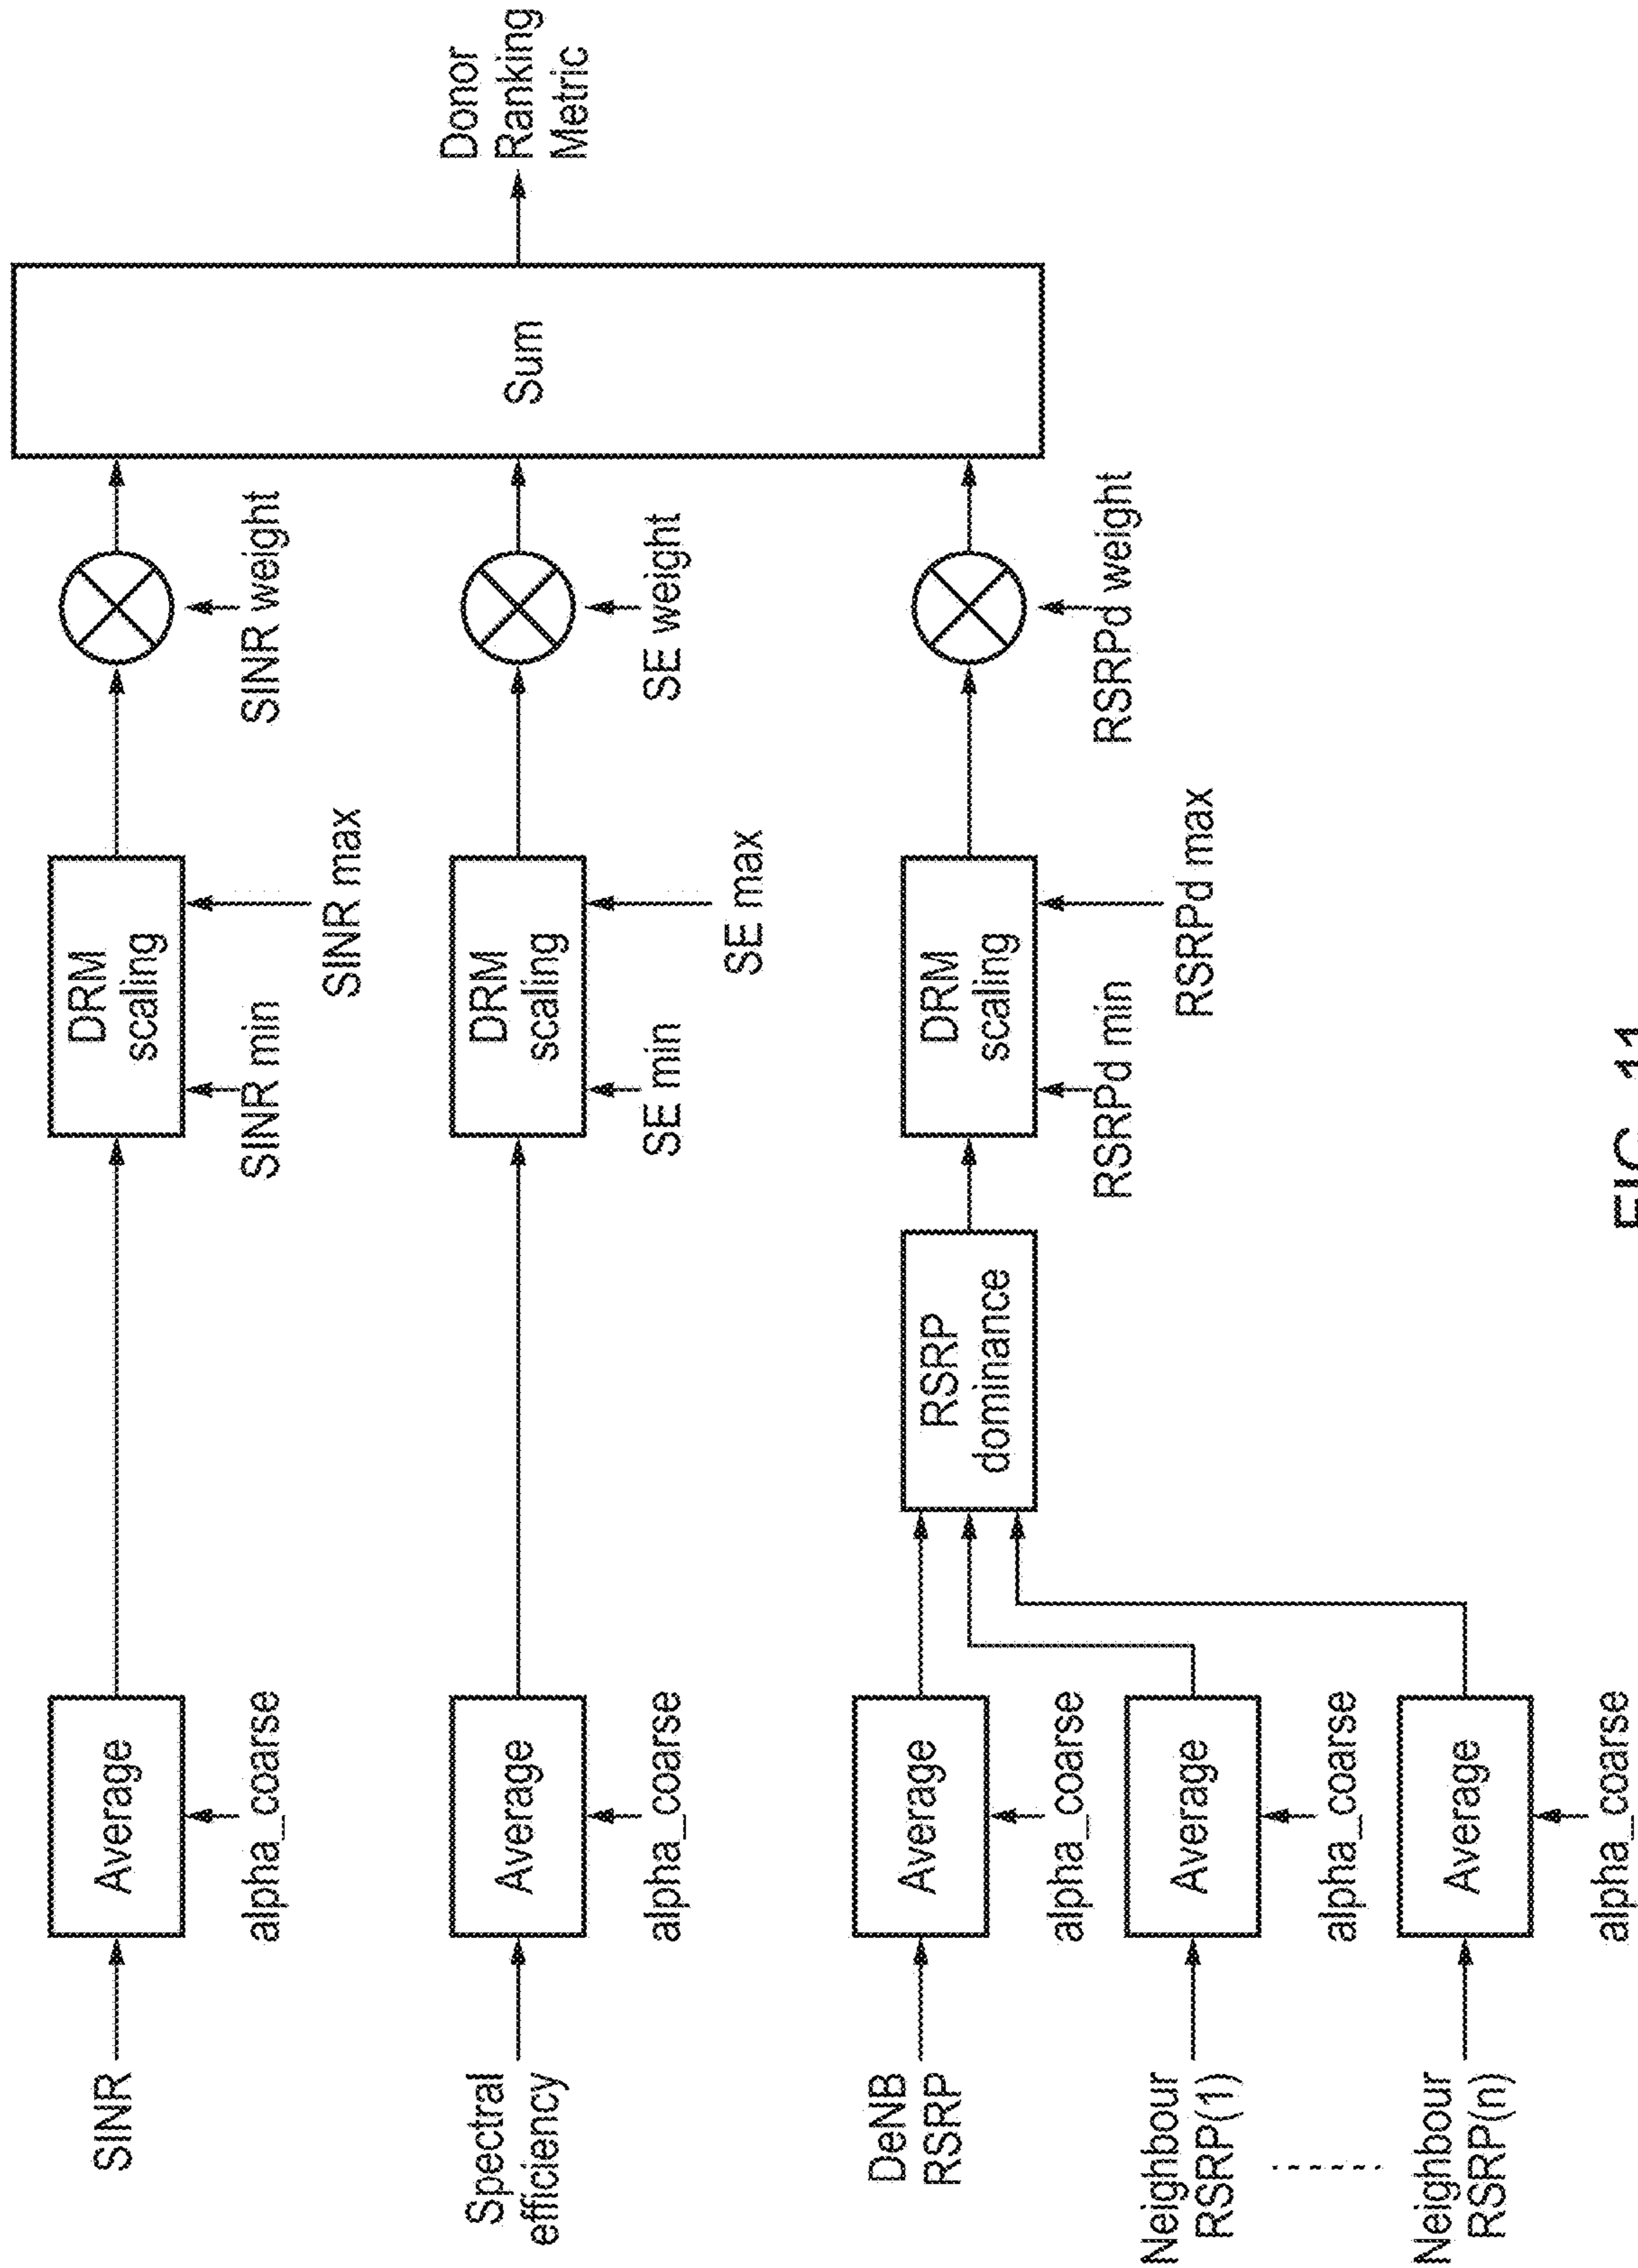 SINR
Average
alpha_coarse
DRM
scaling
SINR min
SINR max
SINR weight
Spectral
efficiency
Average
alpha_coarse
DRM
scaling
SE min
SE max
SE weight
DeNB
RSRP
Average
alpha_coarse
Neighbour
RSRP(1)
Average
alpha_coarse
Neighbour
RSRP(n)
Average
alpha_coarse
RSRP
dominance
DRM
scaling
RSRPd min
RSRPd max
RSRPd weight
Sum
Donor
Ranking
Metric
FIG. 11